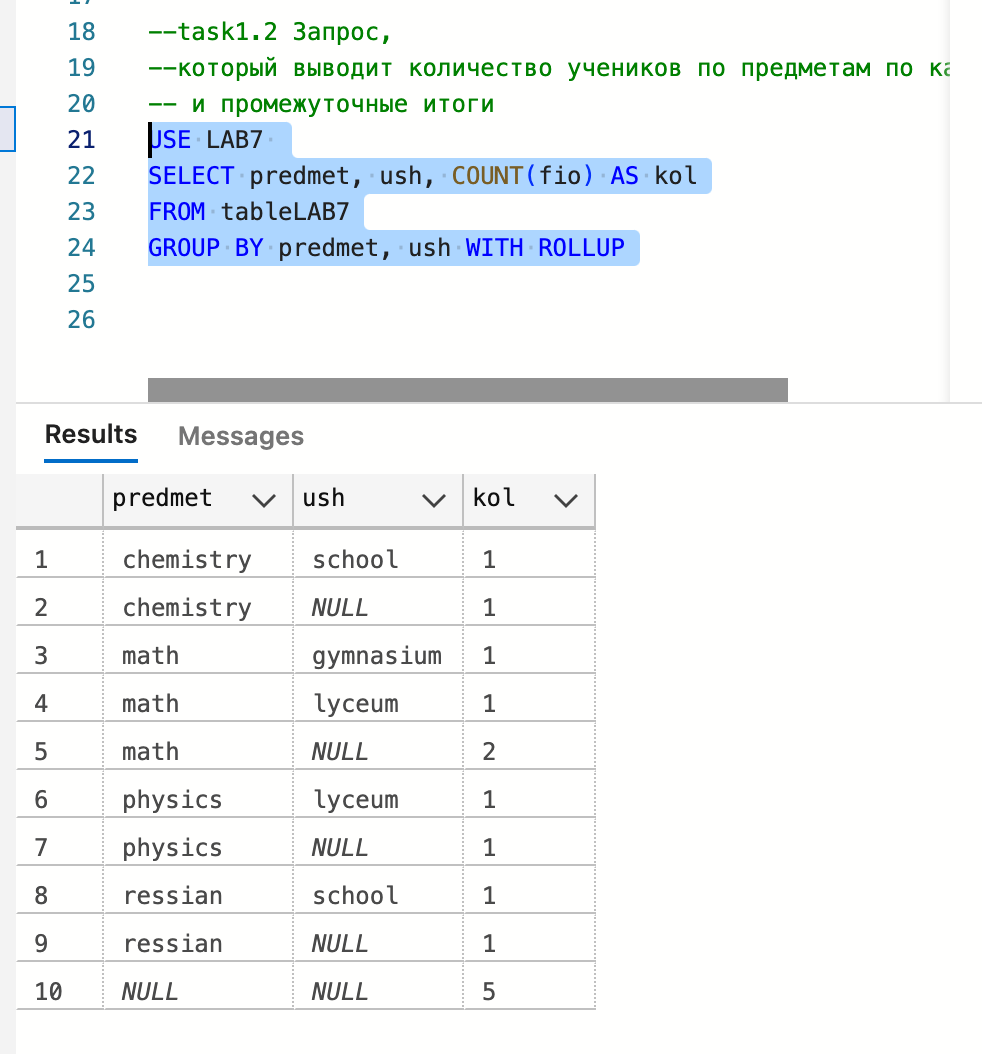 18 --task1.2 Запрос,
19 --который выводит количество учеников по предметам по
20 -- и промежуточные итоги
21 USE LAB7
22 SELECT predmet, ush, COUNT(fio) AS kol
23 FROM tableLAB7
24 GROUP BY predmet, ush WITH ROLLUP
25
26
Results Messages
predmet ush kol
1 chemistry school 1
2 chemistry NULL 1
3 math gymnasium 1
4 math lyceum 1
5 math NULL 2
6 physics lyceum 1
7 physics NULL 1
8 ressian school 1
9 ressian NULL 1
10 NULL NULL 5